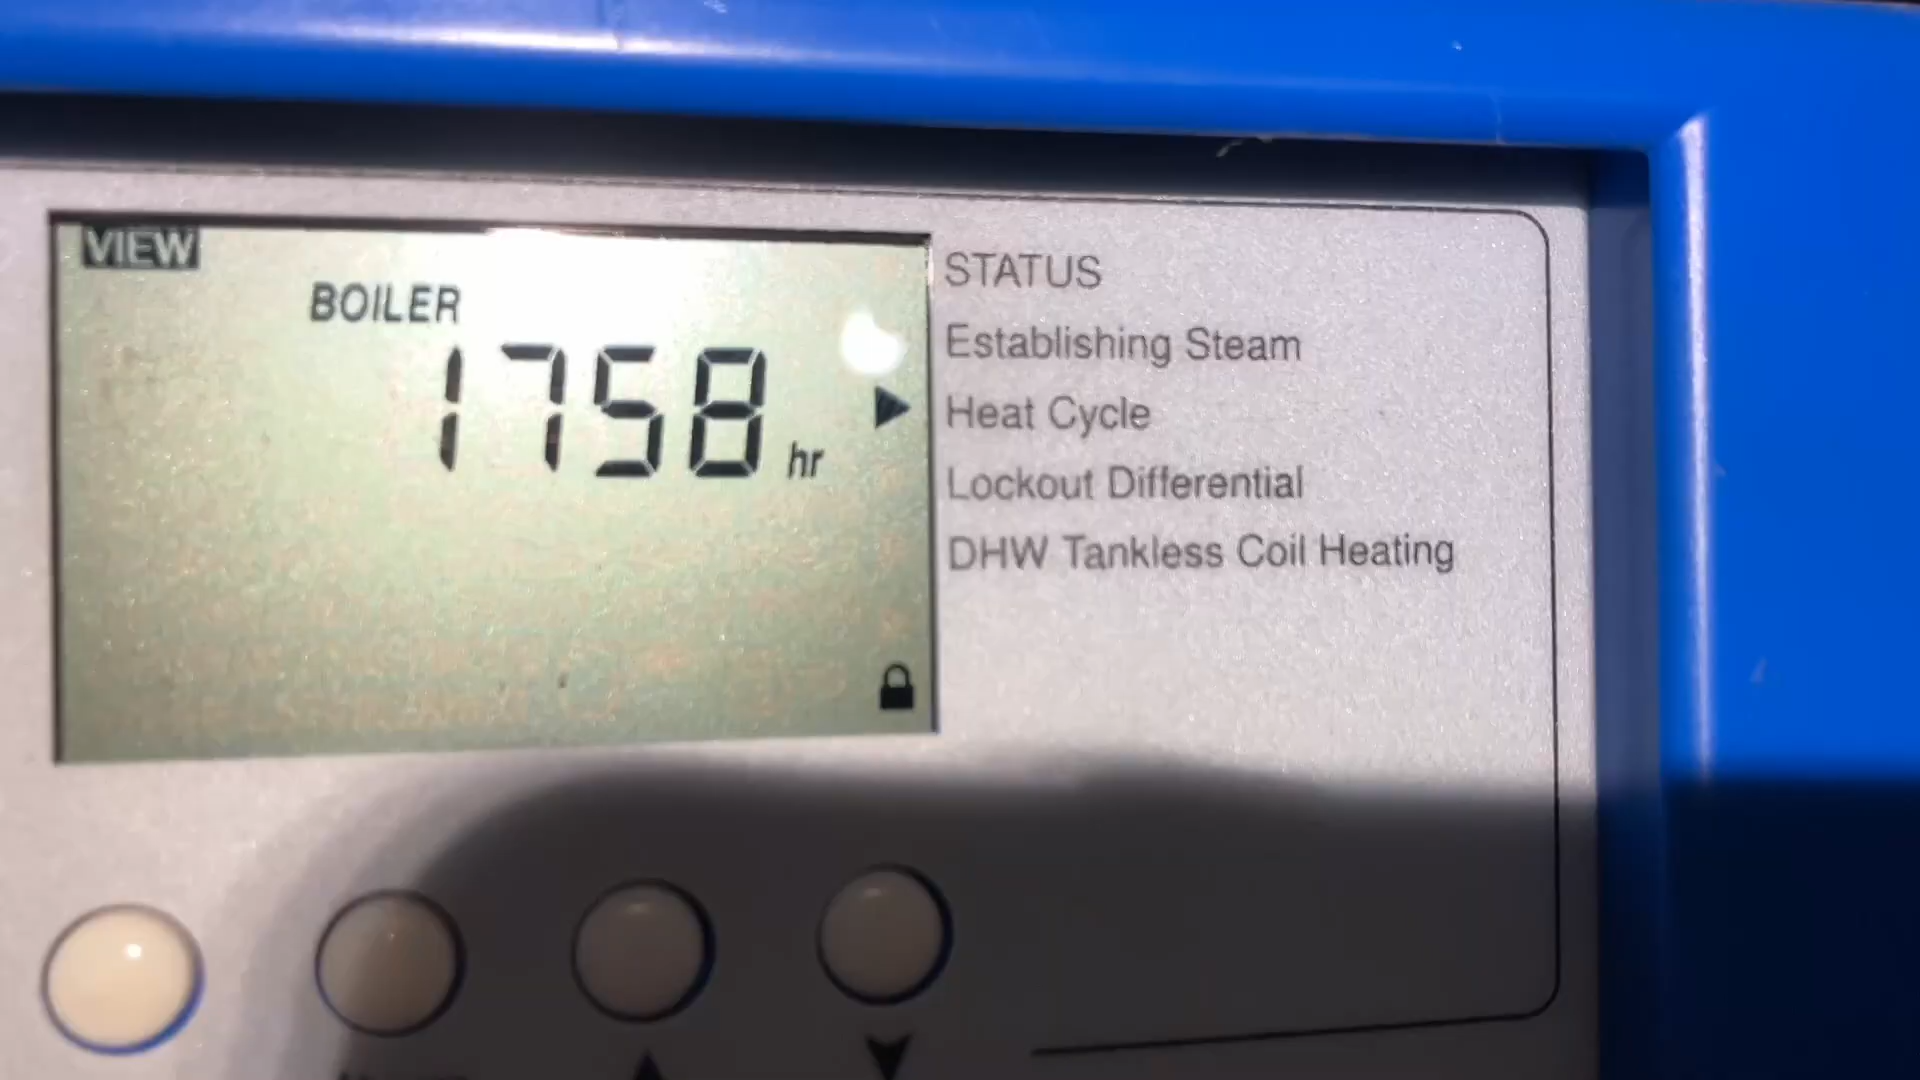 VIEW
BOILER
1758 hr
STATUS
Establishing Steam
Heat Cycle
Lockout Differential
DHW Tankless Coil Heating